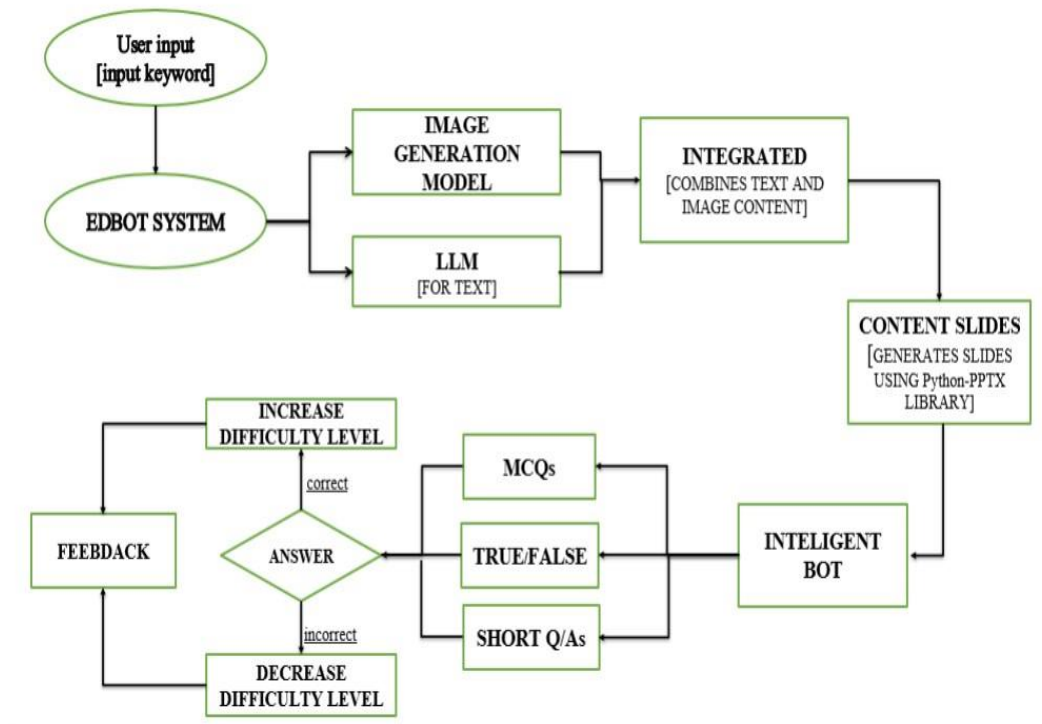 User input
[input keyword]
EDBOT SYSTEM
IMAGE
GENERATION
MODEL
LLM
[FOR TEXT]
INTEGRATED
[COMBINES TEXT AND
IMAGE CONTENT]
CONTENT SLIDES
[GENERATES SLIDES
USING Python-PPTX
LIBRARY]
INTELIGENT
BOT
MCQs
TRUE/FALSE
SHORT Q/As
ANSWER
correct
INCREASE
DIFFICULTY LEVEL
incorrect
DECREASE
DIFFICULTY LEVEL
FEEBDACK